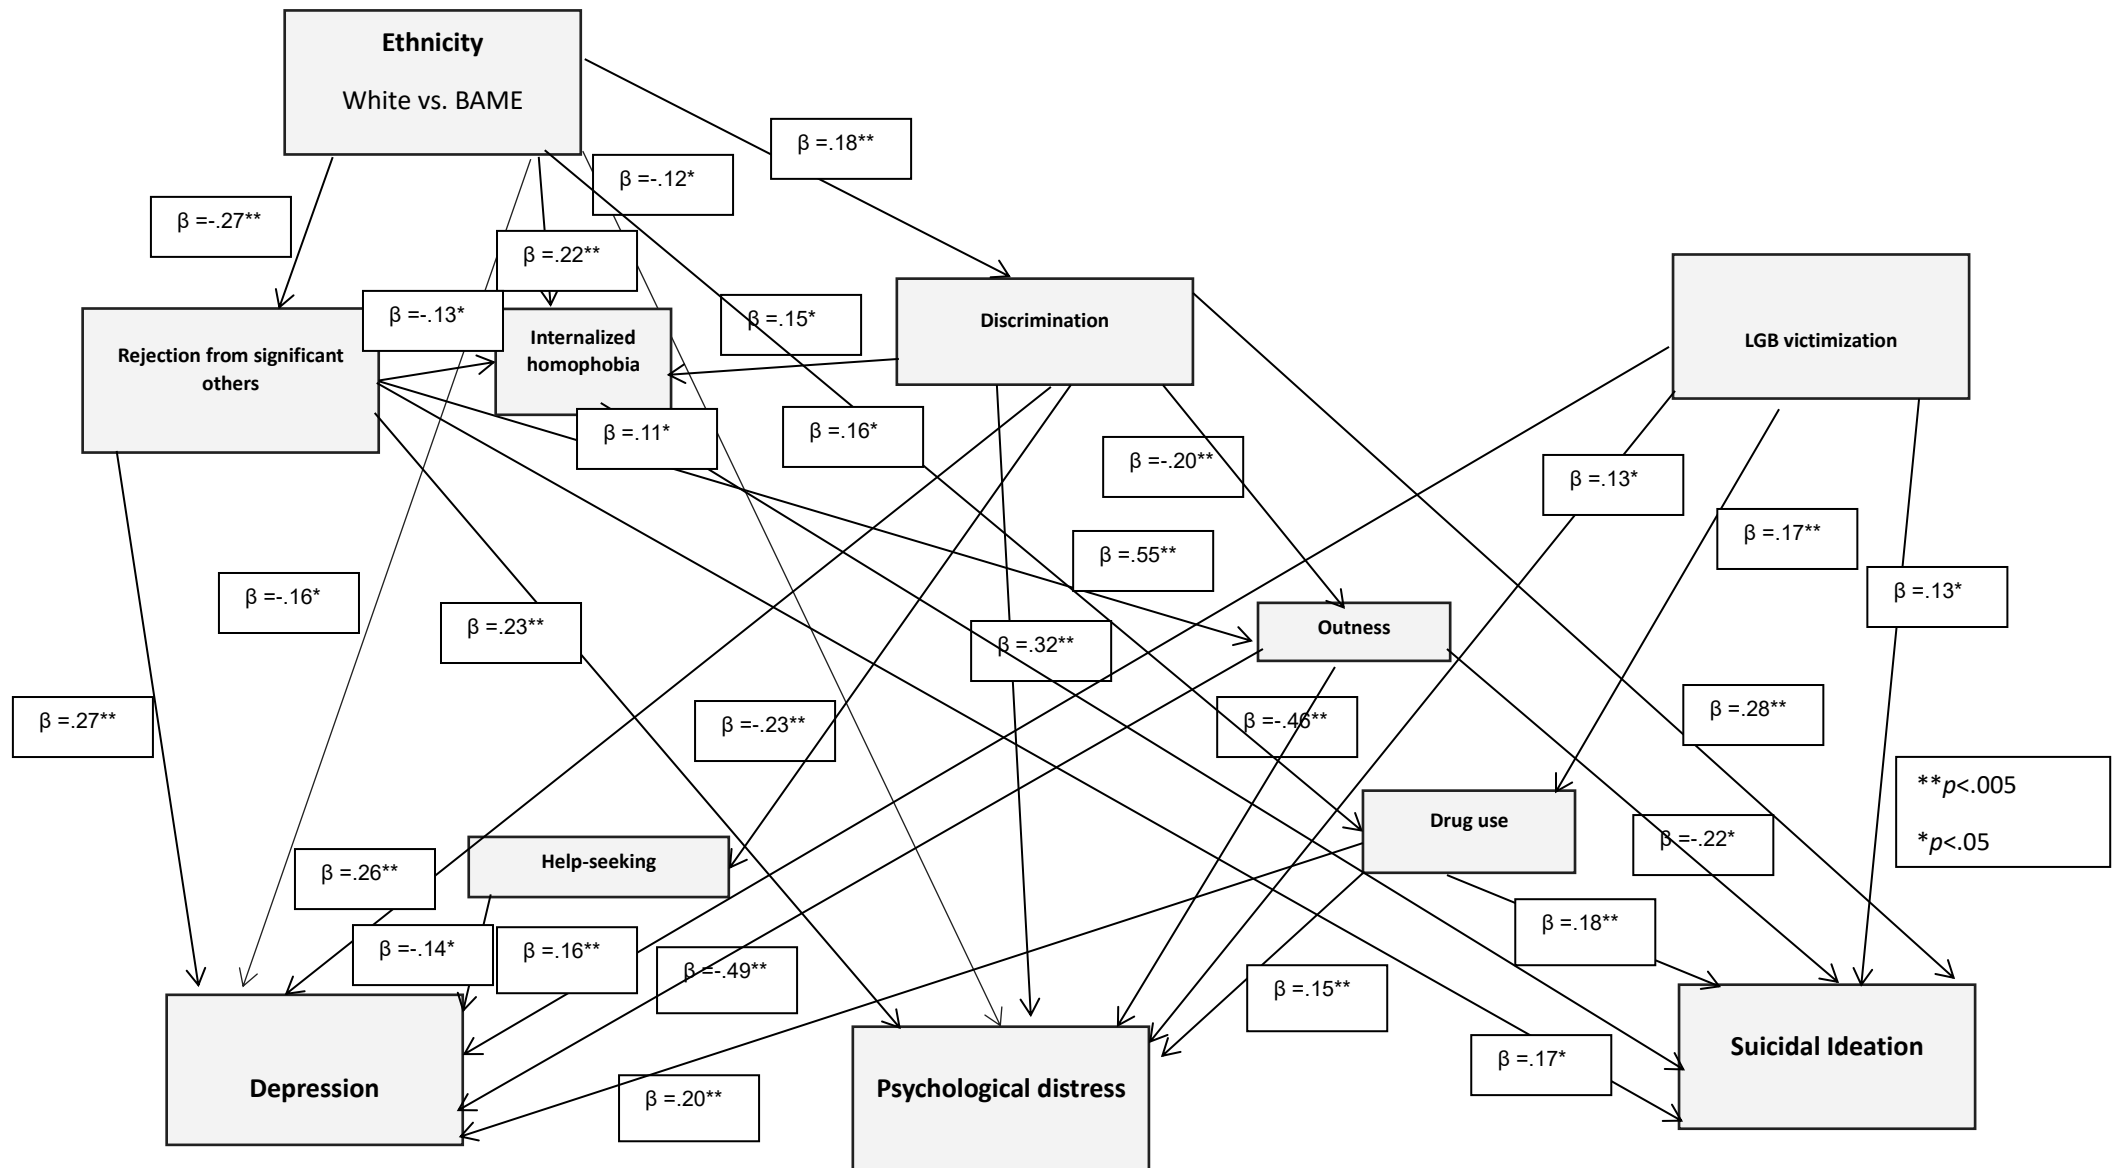 Ethnicity
White vs. BAME
β =.18**
β =-.12*
β =-.27**
β =.22**
β =-.13*
β =.15*
Rejection from significant
others
Internalized
homophobia
Discrimination
LGB victimization
β =.11*
β =.16*
β =-.20**
β =.13*
β =.17**
β =.55**
β =-.16*
β =.23**
β =.32**
Outness
β =.13*
β =.27**
β =-.23**
β =-.46**
β =.28**
**p<.005
*p<.05
Drug use
β =-.22*
Help-seeking
β =.26**
β =-.14*
β =.16**
β =-.49**
β =.18**
β =.15**
β =.17*
β =.20**
Depression
Psychological distress
Suicidal Ideation